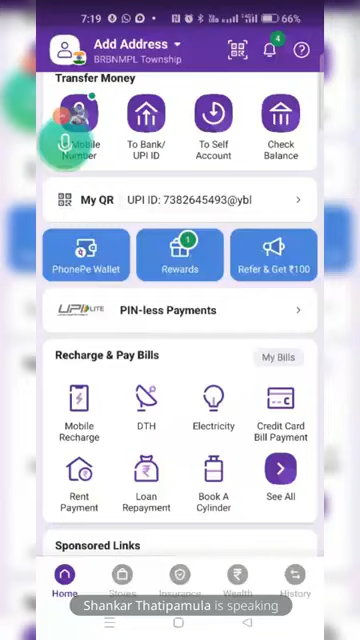 7:19
66%
Add Address
4
BRBNMPL Township
Transfer Money
Mobile
Number
To Bank/
UPI ID
To Self
Account
Check
Balance
My QR
UPI ID: 7382645493@ybl
PhonePe Wallet
1
Rewards
Refer & Get ₹100
UPI LITE
PIN-less Payments
Recharge & Pay Bills
My Bills
Mobile
Recharge
DTH
Electricity
Credit Card
Bill Payment
Rent
Payment
Loan
Repayment
Book A
Cylinder
See All
Sponsored Links
Home
Stores
Insurance
Wealth
History
Shankar Thatipamula is speaking